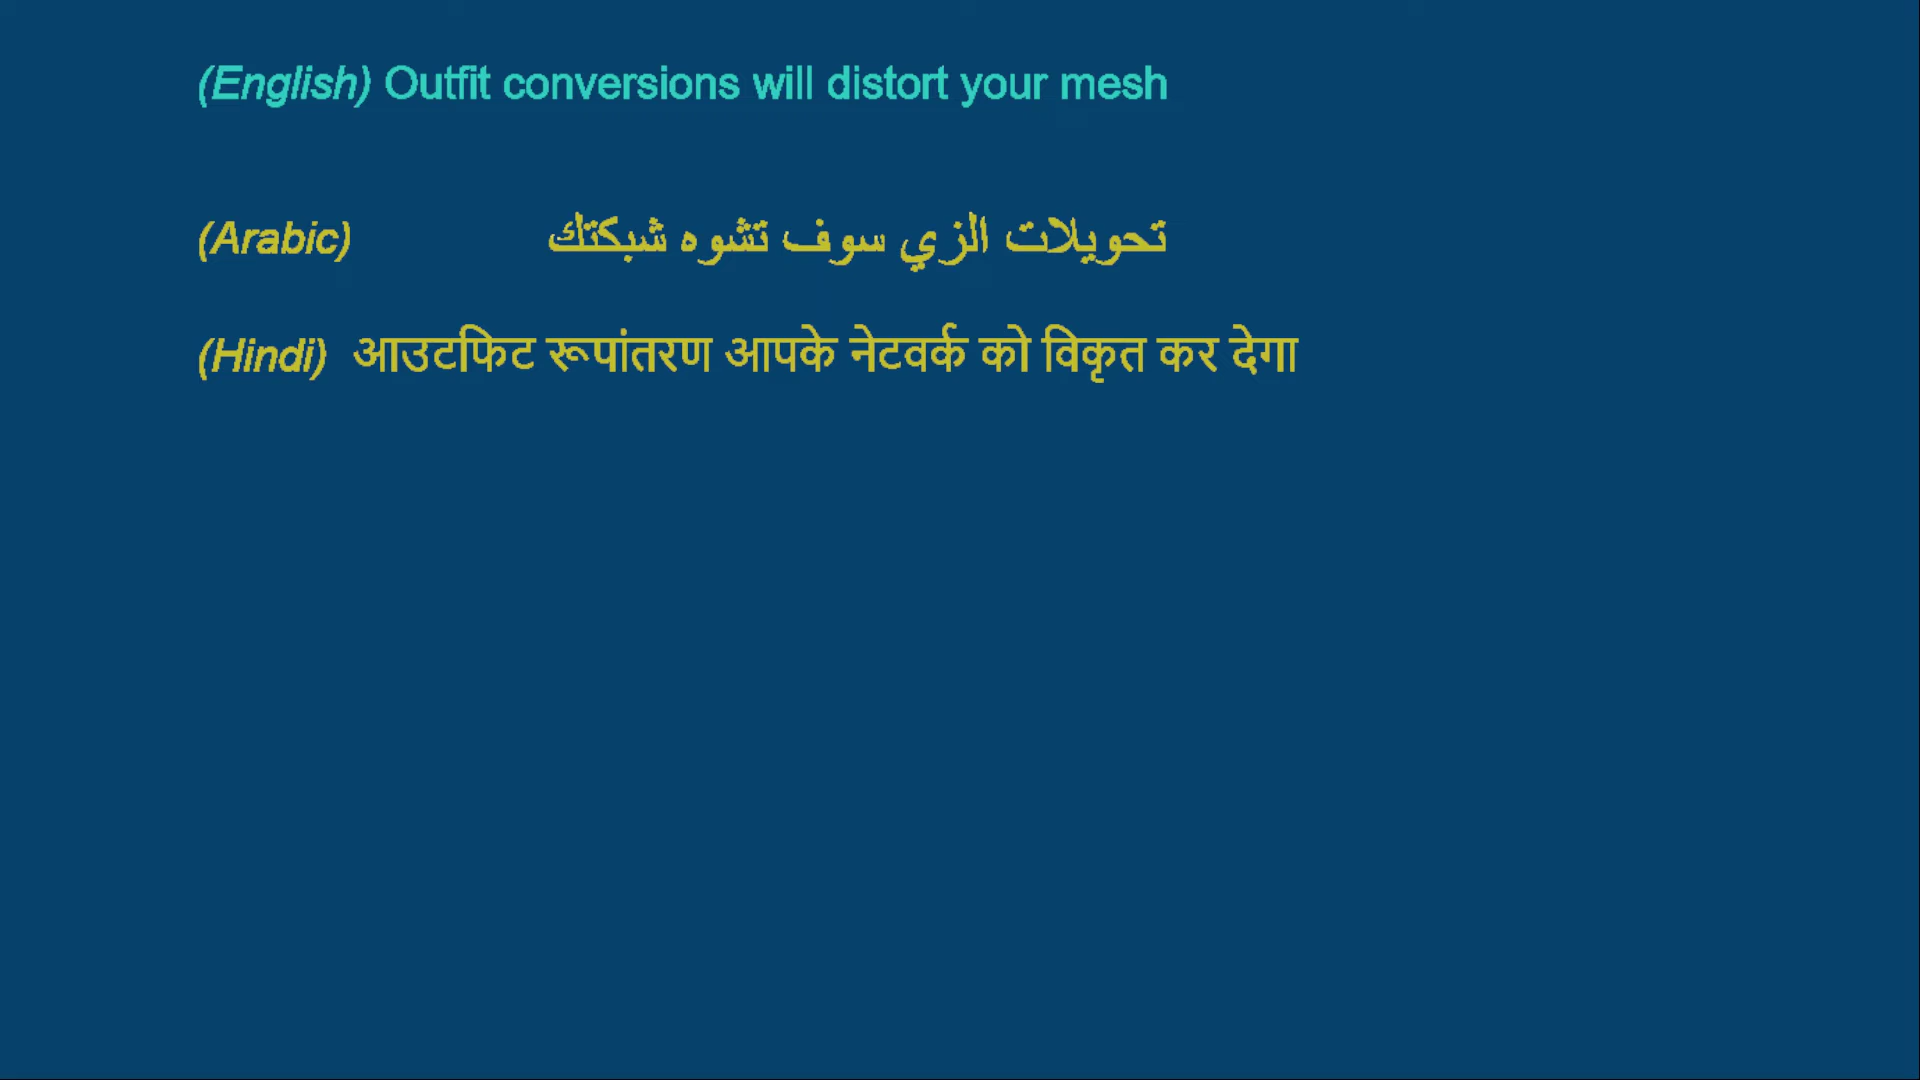 (English) Outfit conversions will distort your mesh
(Arabic) تحويلات الزي سوف تشوه شبكتك
(Hindi) आउटफिट रूपांतरण आपके नेटवर्क को विकृत कर देगा